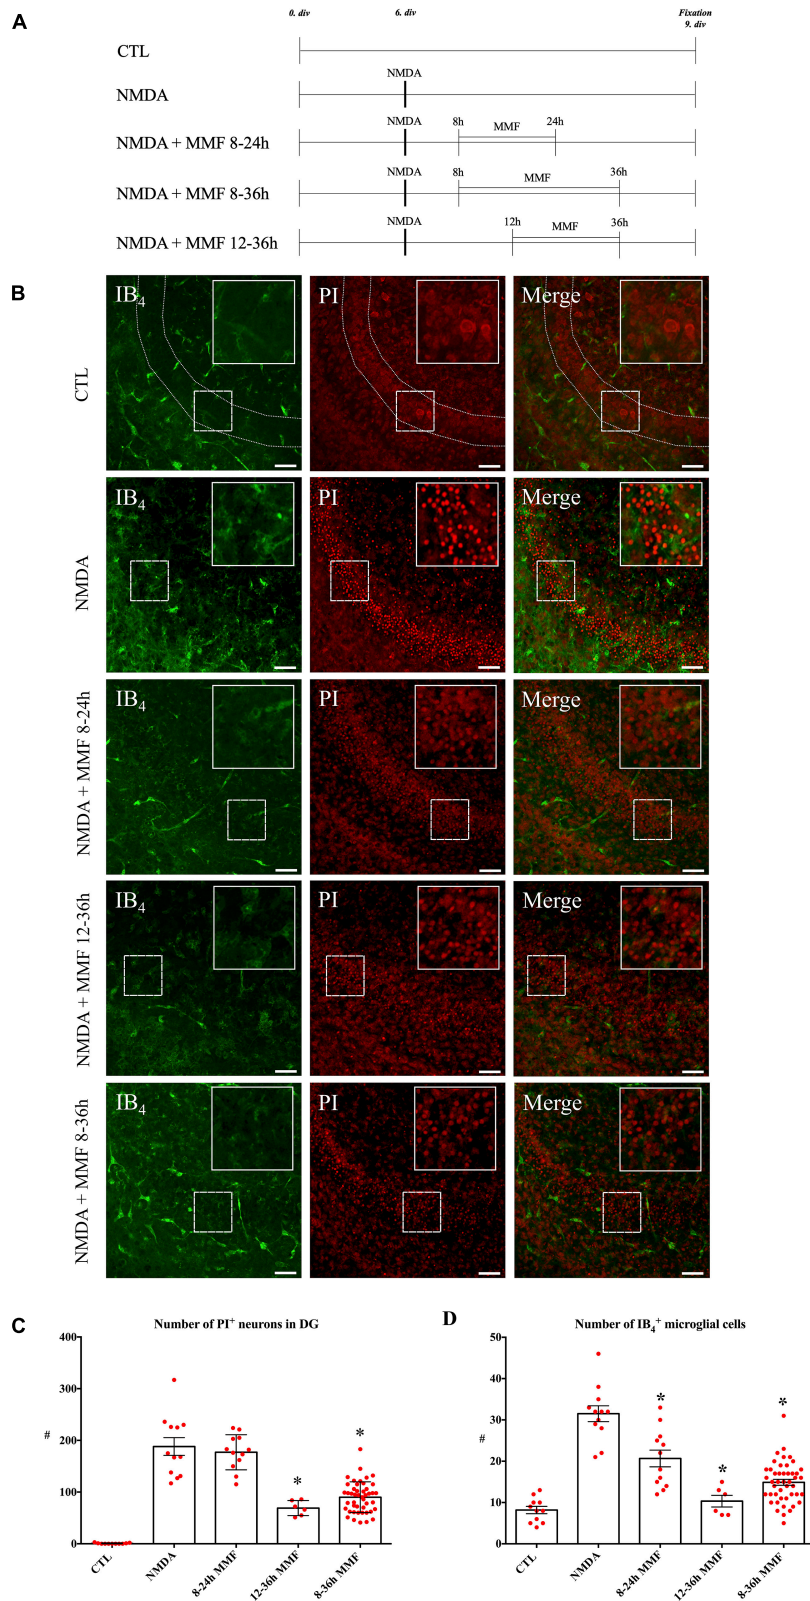 A
0. div 6. div Fixation
9. div
CTL
NMDA
NMDA
NMDA 8h MMF 24h
NMDA + MMF 8-24h
NMDA 8h MMF 36h
NMDA + MMF 8-36h
NMDA 12h MMF 36h
NMDA + MMF 12-36h
B
CTL
IB4 PI Merge
NMDA
IB4 PI Merge
NMDA + MMF 8-24h
IB4 PI Merge
NMDA + MMF 12-36h
IB4 PI Merge
NMDA + MMF 8-36h
IB4 PI Merge
C
Number of PI+ neurons in DG
400
300
200
100
0
#
* *
CTL NMDA 8-24h MMF 12-36h MMF 8-36h MMF
D
Number of IB4+ microglial cells
50
40
30
20
10
0
#
* * *
CTL NMDA 8-24h MMF 12-36h MMF 8-36h MMF